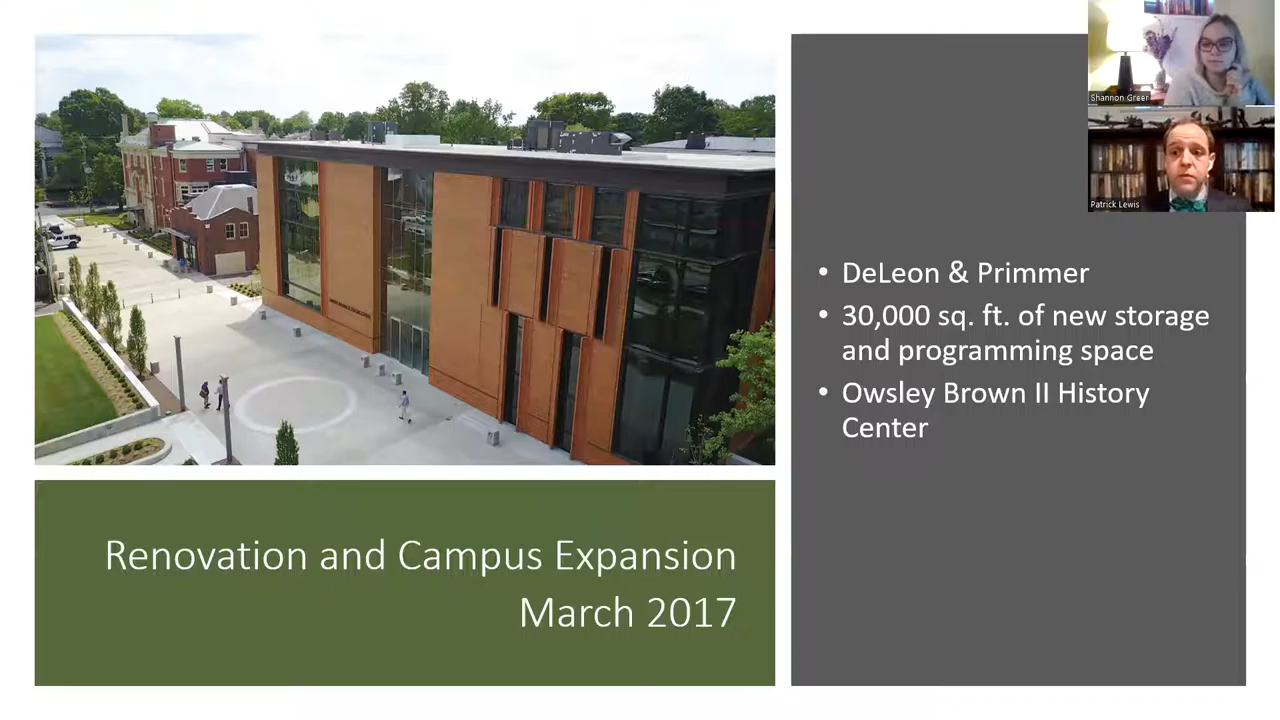 Shannon Greer
Patrick Lewis
• DeLeon & Primmer
• 30,000 sq. ft. of new storage
and programming space
• Owsley Brown II History
Center
Renovation and Campus Expansion
March 2017